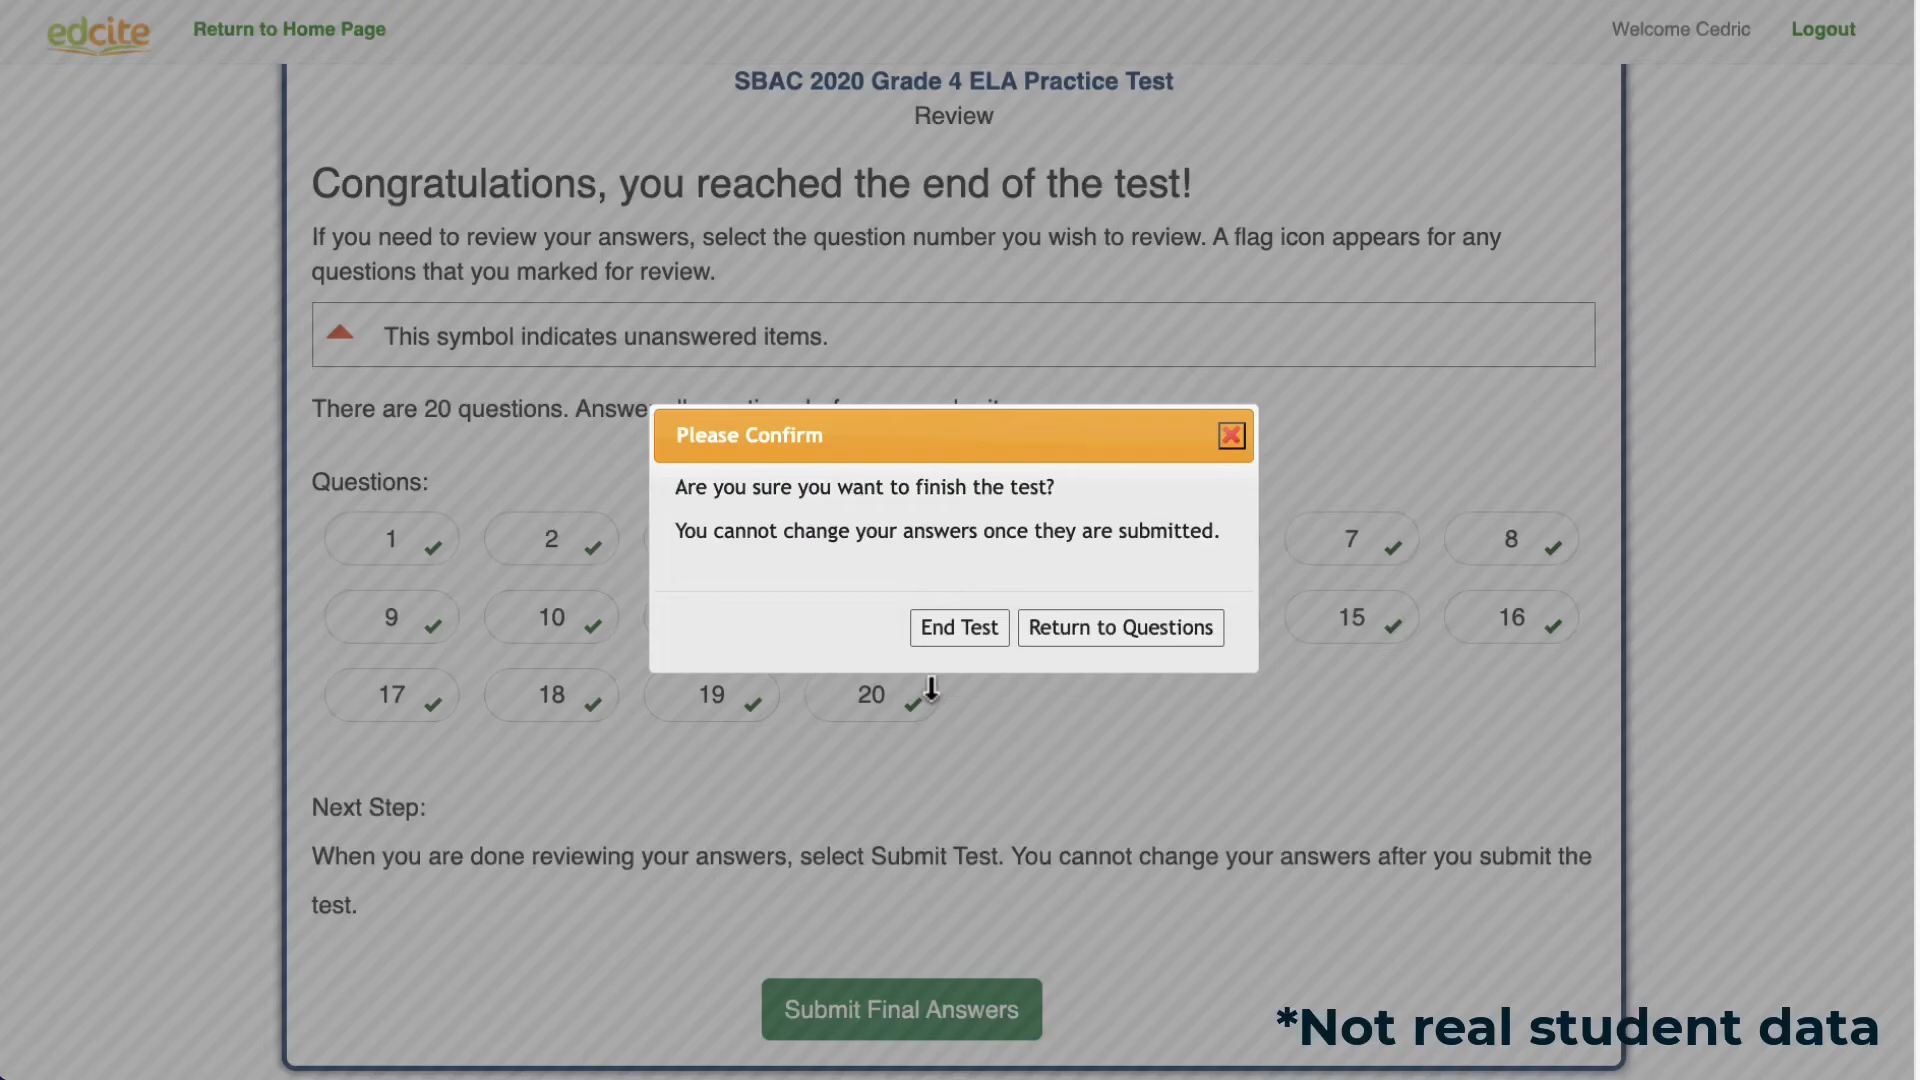 edcite Return to Home Page Welcome Cedric Logout
SBAC 2020 Grade 4 ELA Practice Test
Review
Congratulations, you reached the end of the test!
If you need to review your answers, select the question number you wish to review. A flag icon appears for any
questions that you marked for review.
This symbol indicates unanswered items.
There are 20 questions.
Please Confirm
Are you sure you want to finish the test?
You cannot change your answers once they are submitted.
End Test Return to Questions
Questions:
1 2 7 8
9 10 15 16
17 18 19 20
Next Step:
When you are done reviewing your answers, select Submit Test. You cannot change your answers after you submit the
test.
Submit Final Answers
*Not real student data